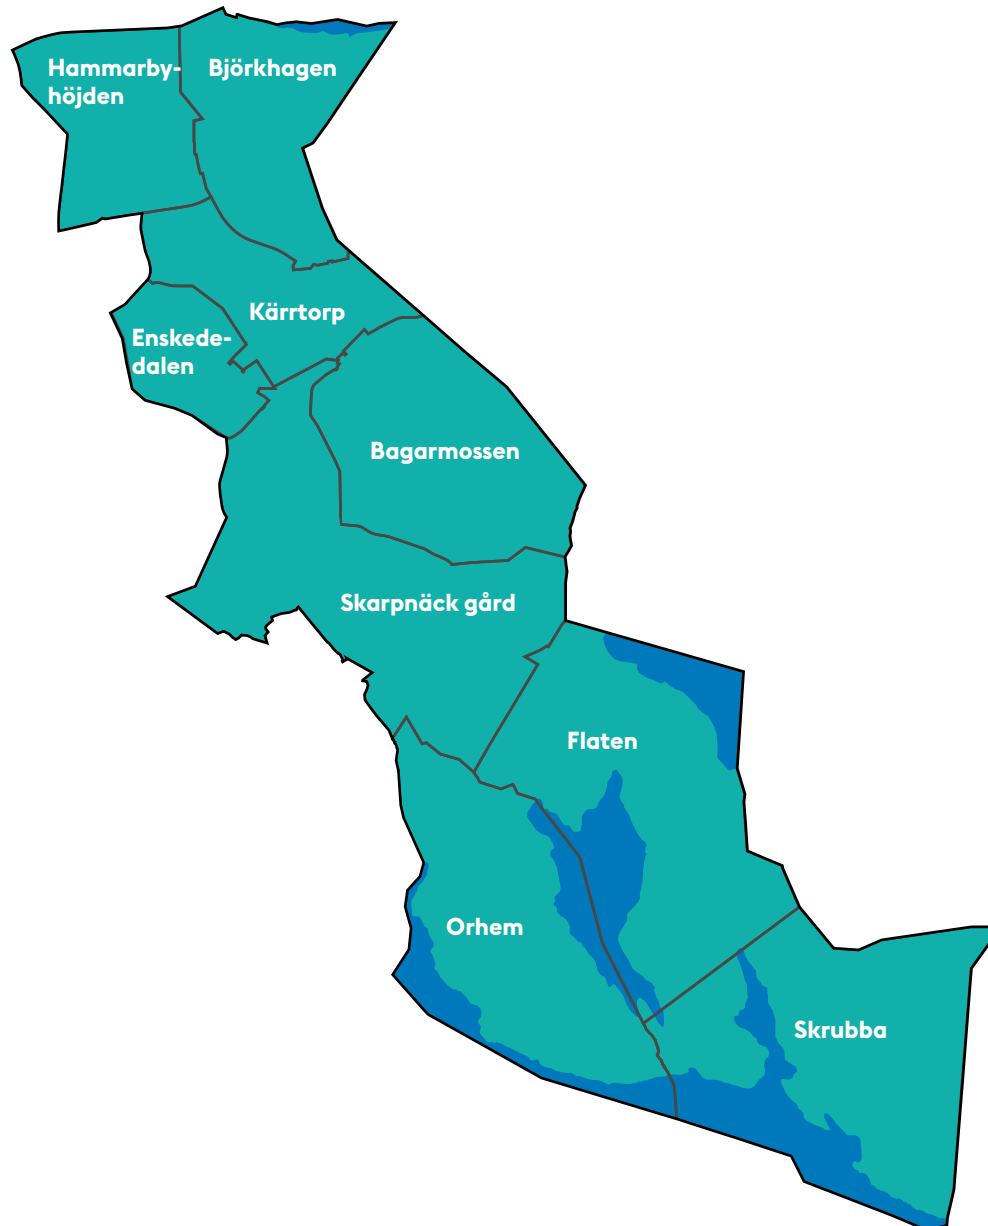 Hammarby-
höjden
Björkhagen
Kärrtorp
Enskede-
dalen
Bagarmossen
Skarpnäck gård
Flaten
Orhem
Skrubba